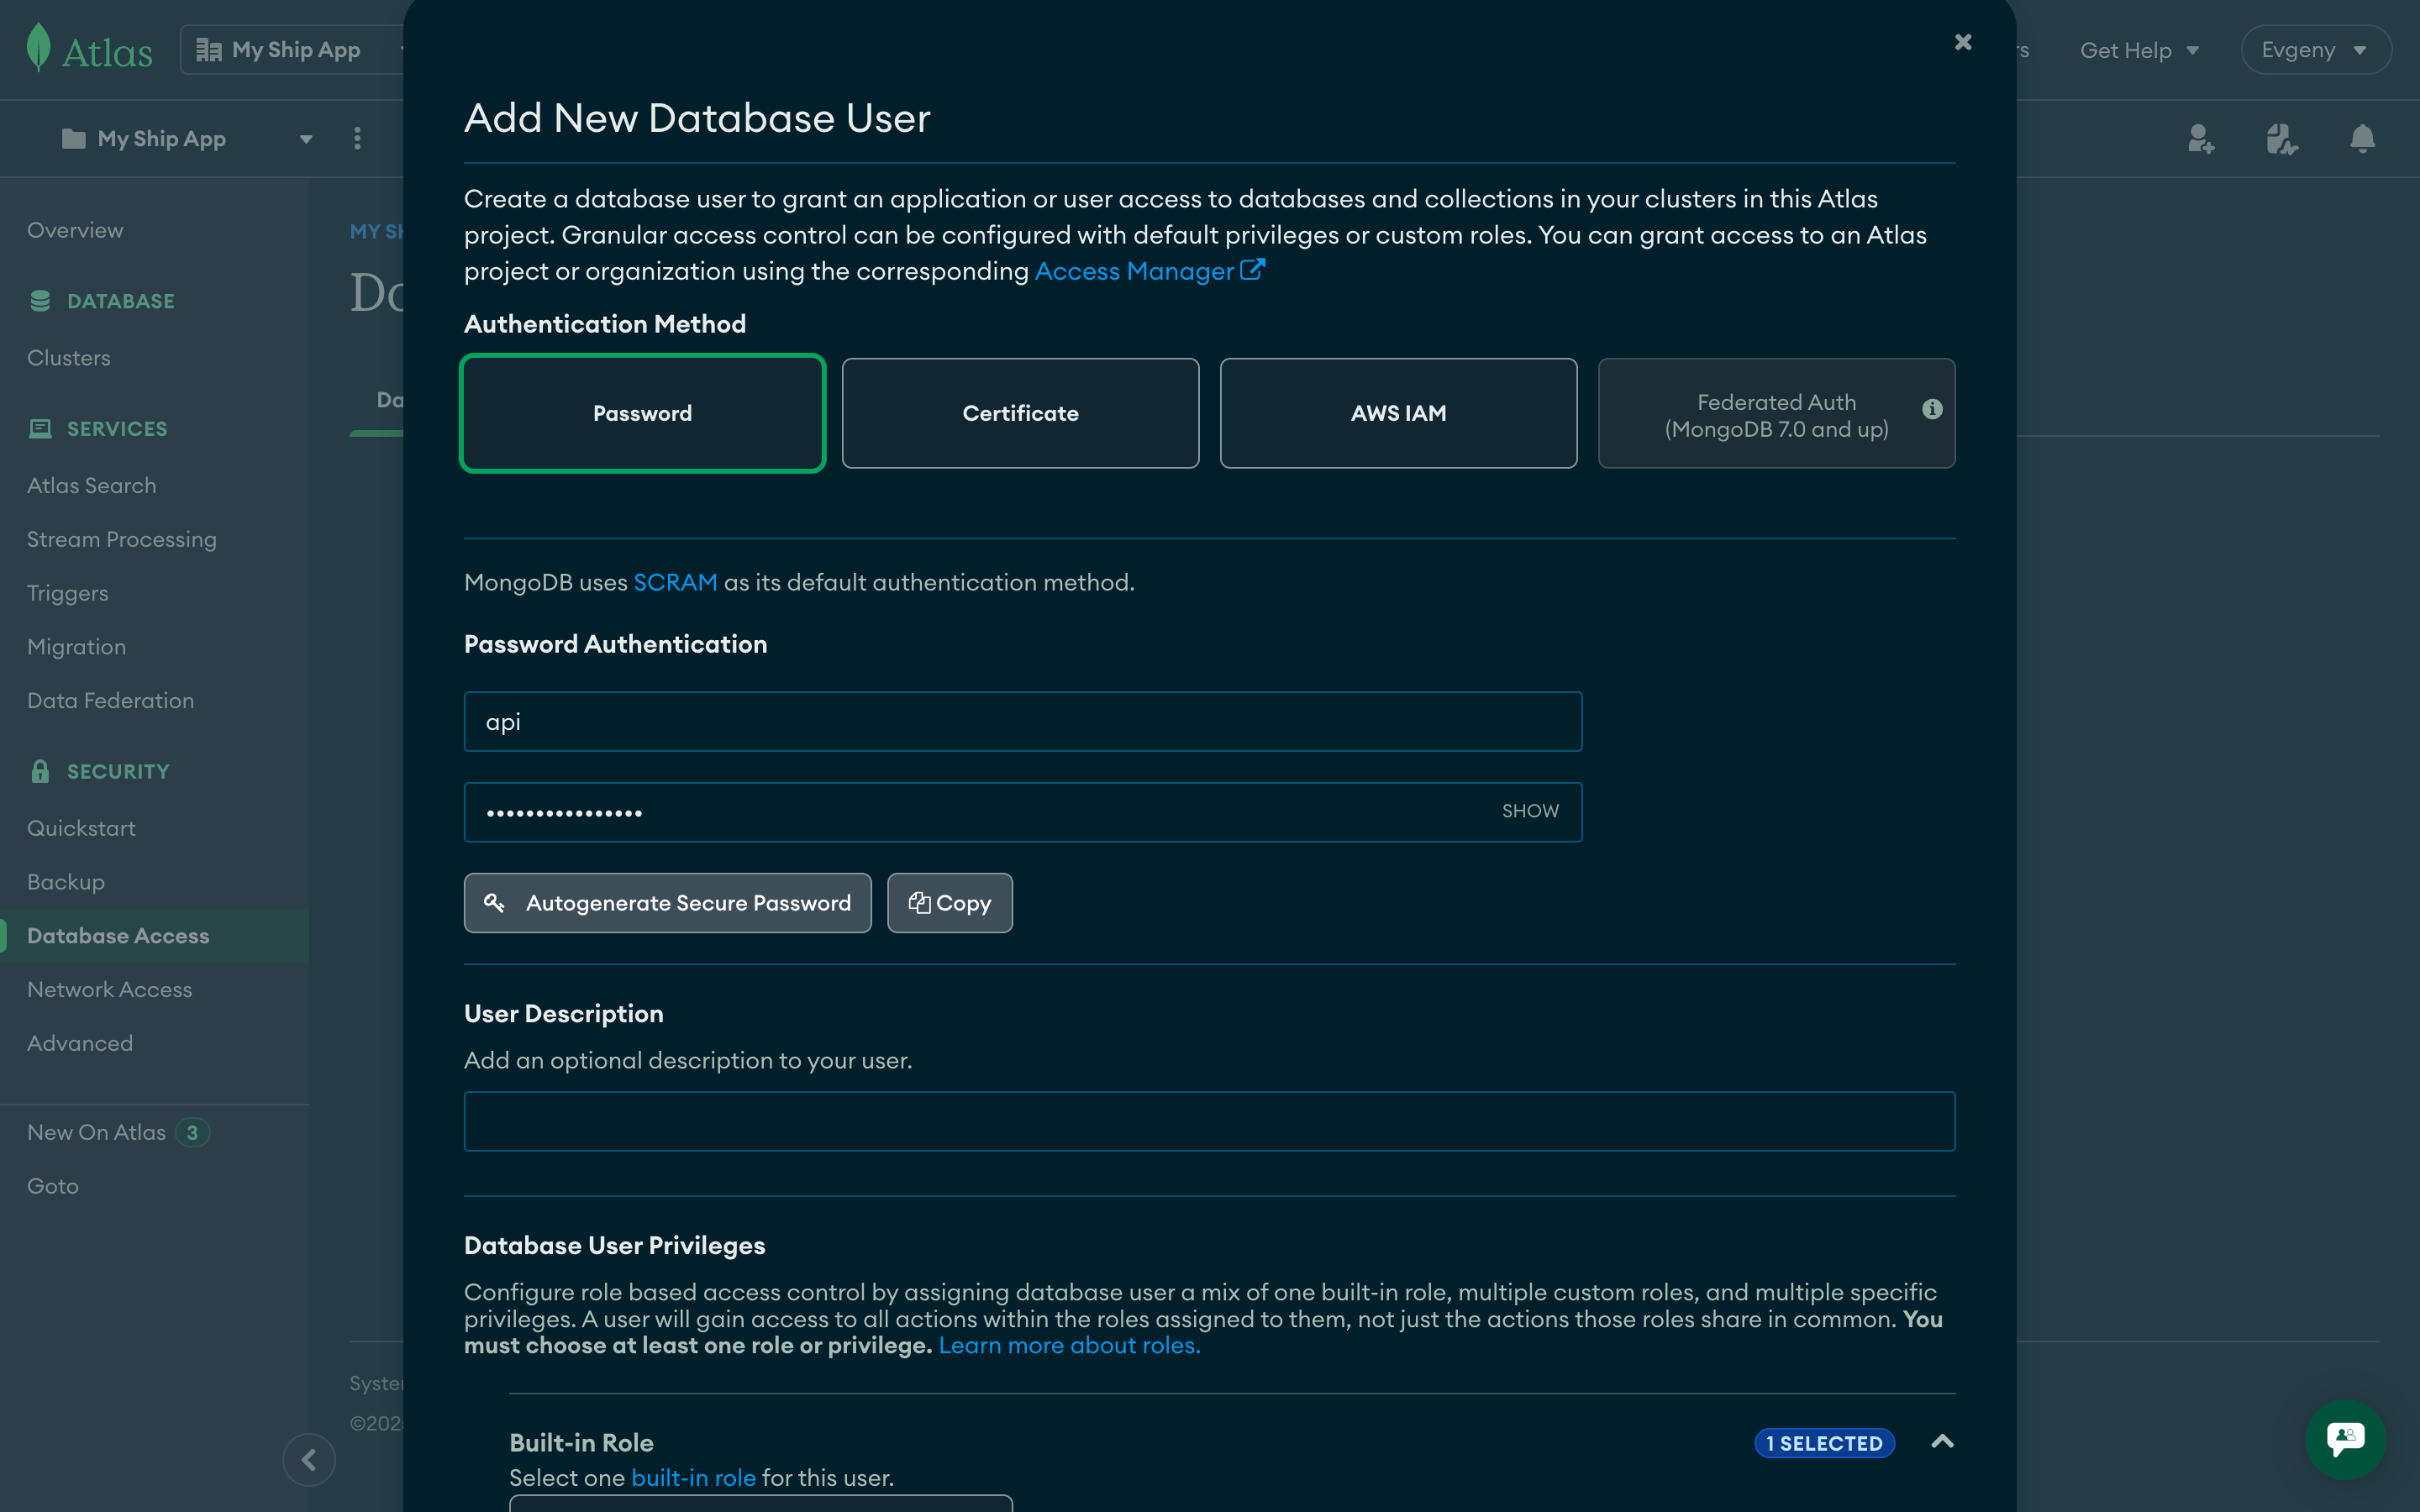 Atlas
My Ship App
Get Help
Evgeny
My Ship App
Overview
DATABASE
Clusters
SERVICES
Atlas Search
Stream Processing
Triggers
Migration
Data Federation
SECURITY
Quickstart
Backup
Database Access
Network Access
Advanced
New On Atlas 3
Goto
MY SH
Da
©202
Add New Database User
Create a database user to grant an application or user access to databases and collections in your clusters in this Atlas
project. Granular access control can be configured with default privileges or custom roles. You can grant access to an Atlas
project or organization using the corresponding Access Manager
Authentication Method
Password
Certificate
AWS IAM
Federated Auth
(MongoDB 7.0 and up)
MongoDB uses SCRAM as its default authentication method.
Password Authentication
api
•••••••••••••••• SHOW
Autogenerate Secure Password
Copy
User Description
Add an optional description to your user.
Database User Privileges
Configure role based access control by assigning database user a mix of one built-in role, multiple custom roles, and multiple specific
privileges. A user will gain access to all actions within the roles assigned to them, not just the actions those roles share in common. You
must choose at least one role or privilege. Learn more about roles.
Built-in Role
1 SELECTED
Select one built-in role for this user.